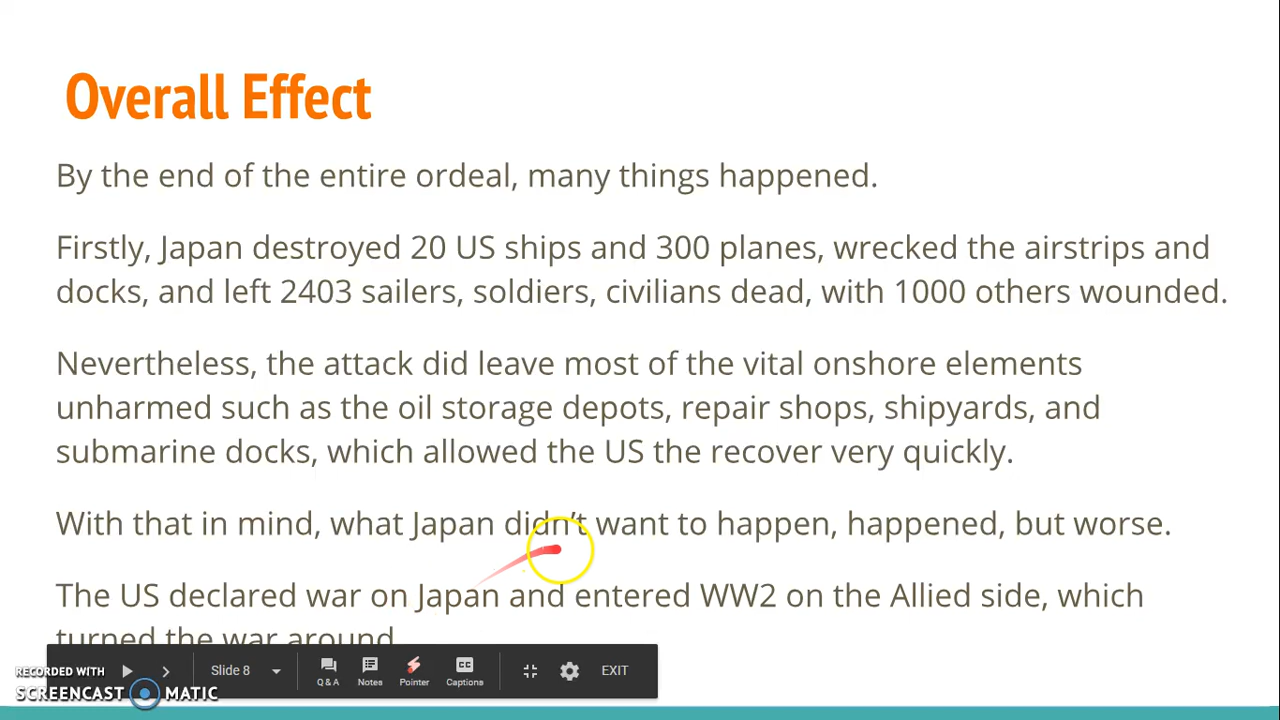 Overall Effect
By the end of the entire ordeal, many things happened.
Firstly, Japan destroyed 20 US ships and 300 planes, wrecked the airstrips and
docks, and left 2403 sailers, soldiers, civilians dead, with 1000 others wounded.
Nevertheless, the attack did leave most of the vital onshore elements
unharmed such as the oil storage depots, repair shops, shipyards, and
submarine docks, which allowed the US the recover very quickly.
With that in mind, what Japan didn’t want to happen, happened, but worse.
The US declared war on Japan and entered WW2 on the Allied side, which
turned the war around.
RECORDED WITH
SCREENCAST MATIC
Slide 8
Q & A
Notes
Pointer
CC
Captions
EXIT